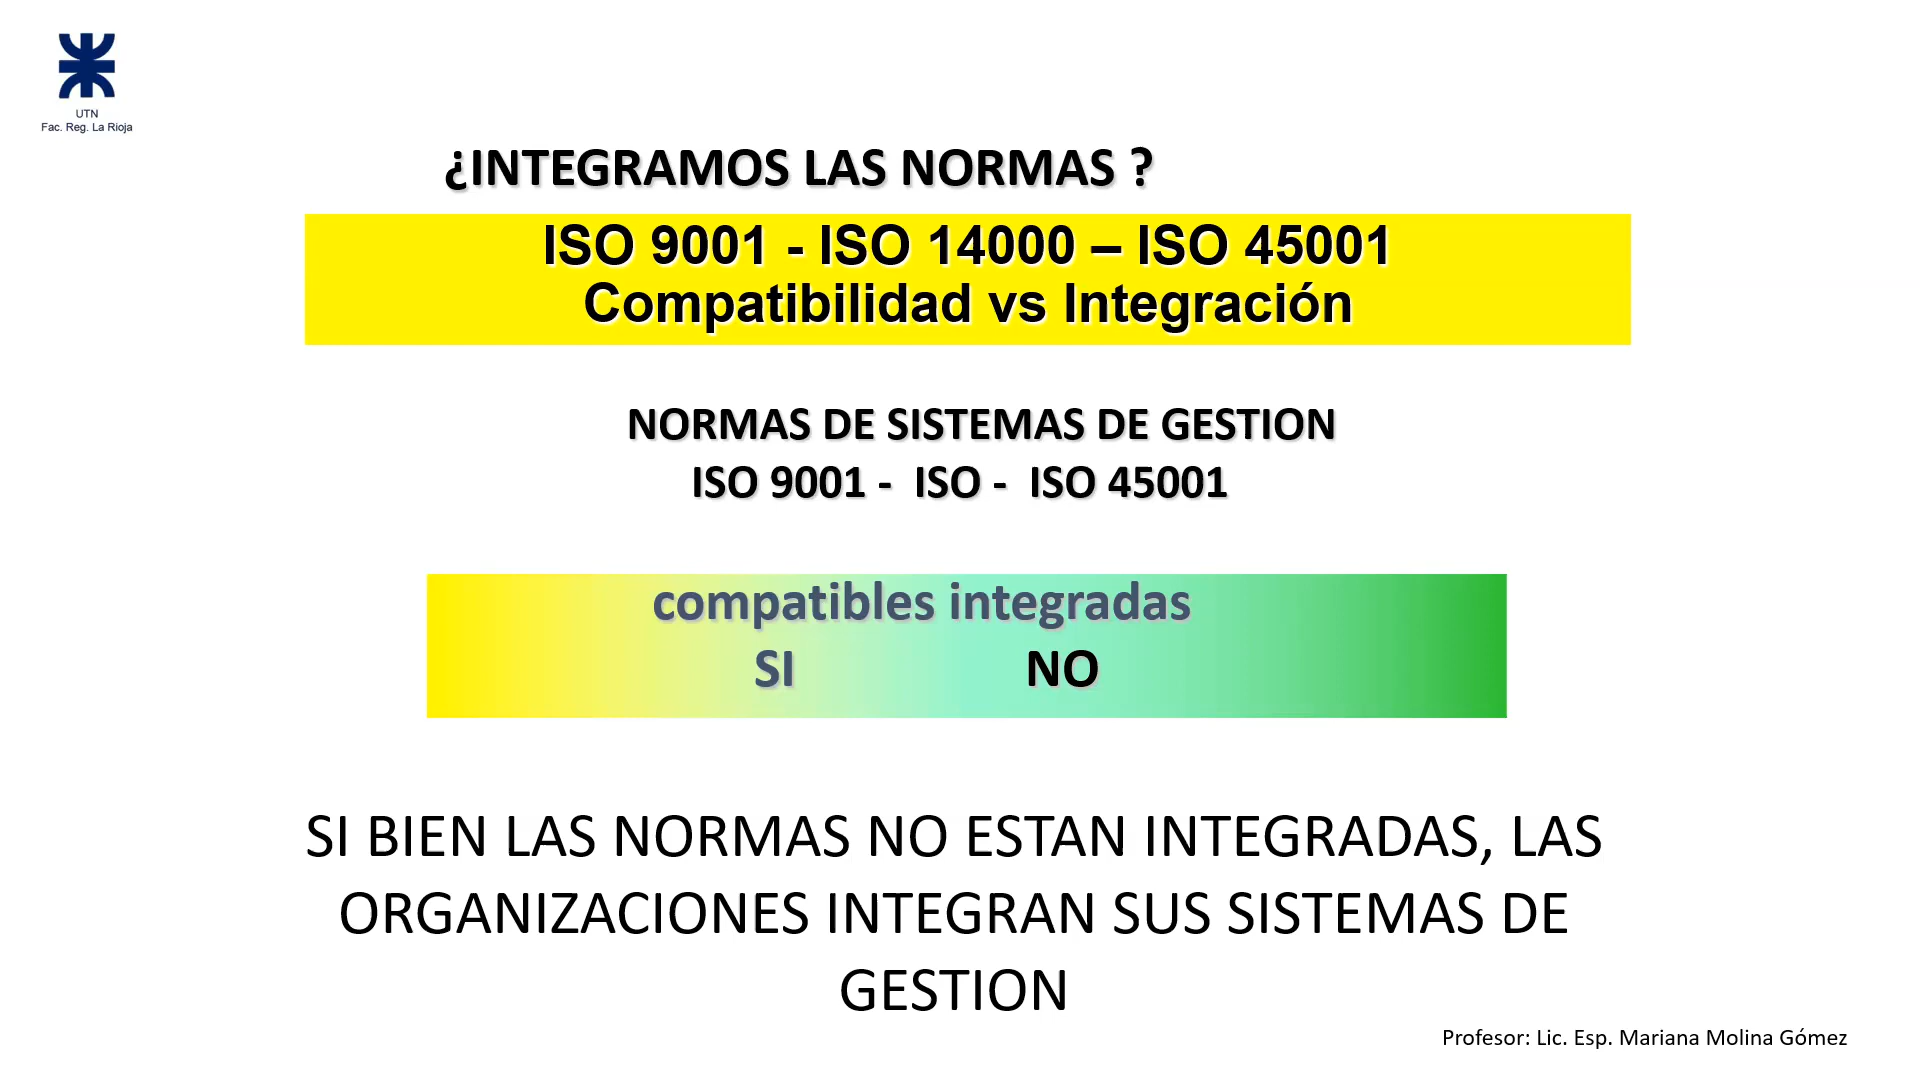 UTN
Fac. Reg. La Rioja
¿INTEGRAMOS LAS NORMAS ?
ISO 9001 - ISO 14000 – ISO 45001
Compatibilidad vs Integración
NORMAS DE SISTEMAS DE GESTION
ISO 9001 - ISO - ISO 45001
compatibles integradas
SI NO
SI BIEN LAS NORMAS NO ESTAN INTEGRADAS, LAS
ORGANIZACIONES INTEGRAN SUS SISTEMAS DE
GESTION
Profesor: Lic. Esp. Mariana Molina Gómez